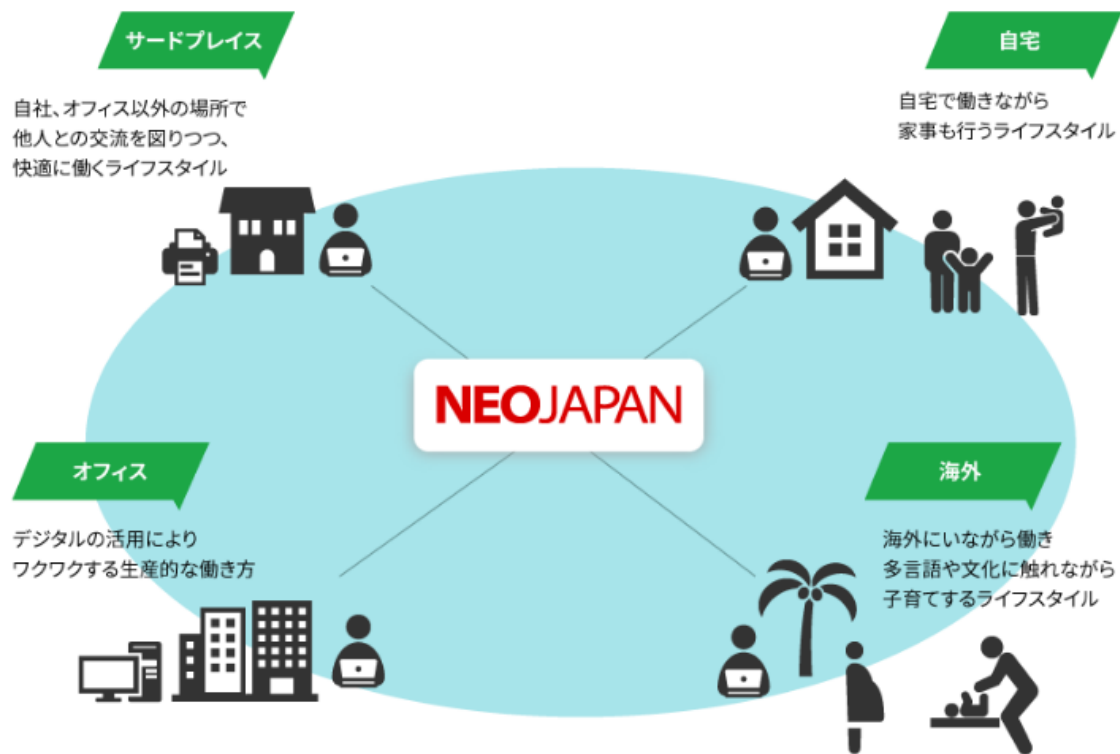 サードプレイス
自社、オフィス以外の場所で
他人との交流を図りつつ、
快適に働くライフスタイル
自宅
自宅で働きながら
家事も行うライフスタイル
NEOJAPAN
オフィス
デジタルの活用により
ワクワクする生産的な働き方
海外
海外にいながら働き
多言語や文化に触れながら
子育てするライフスタイル